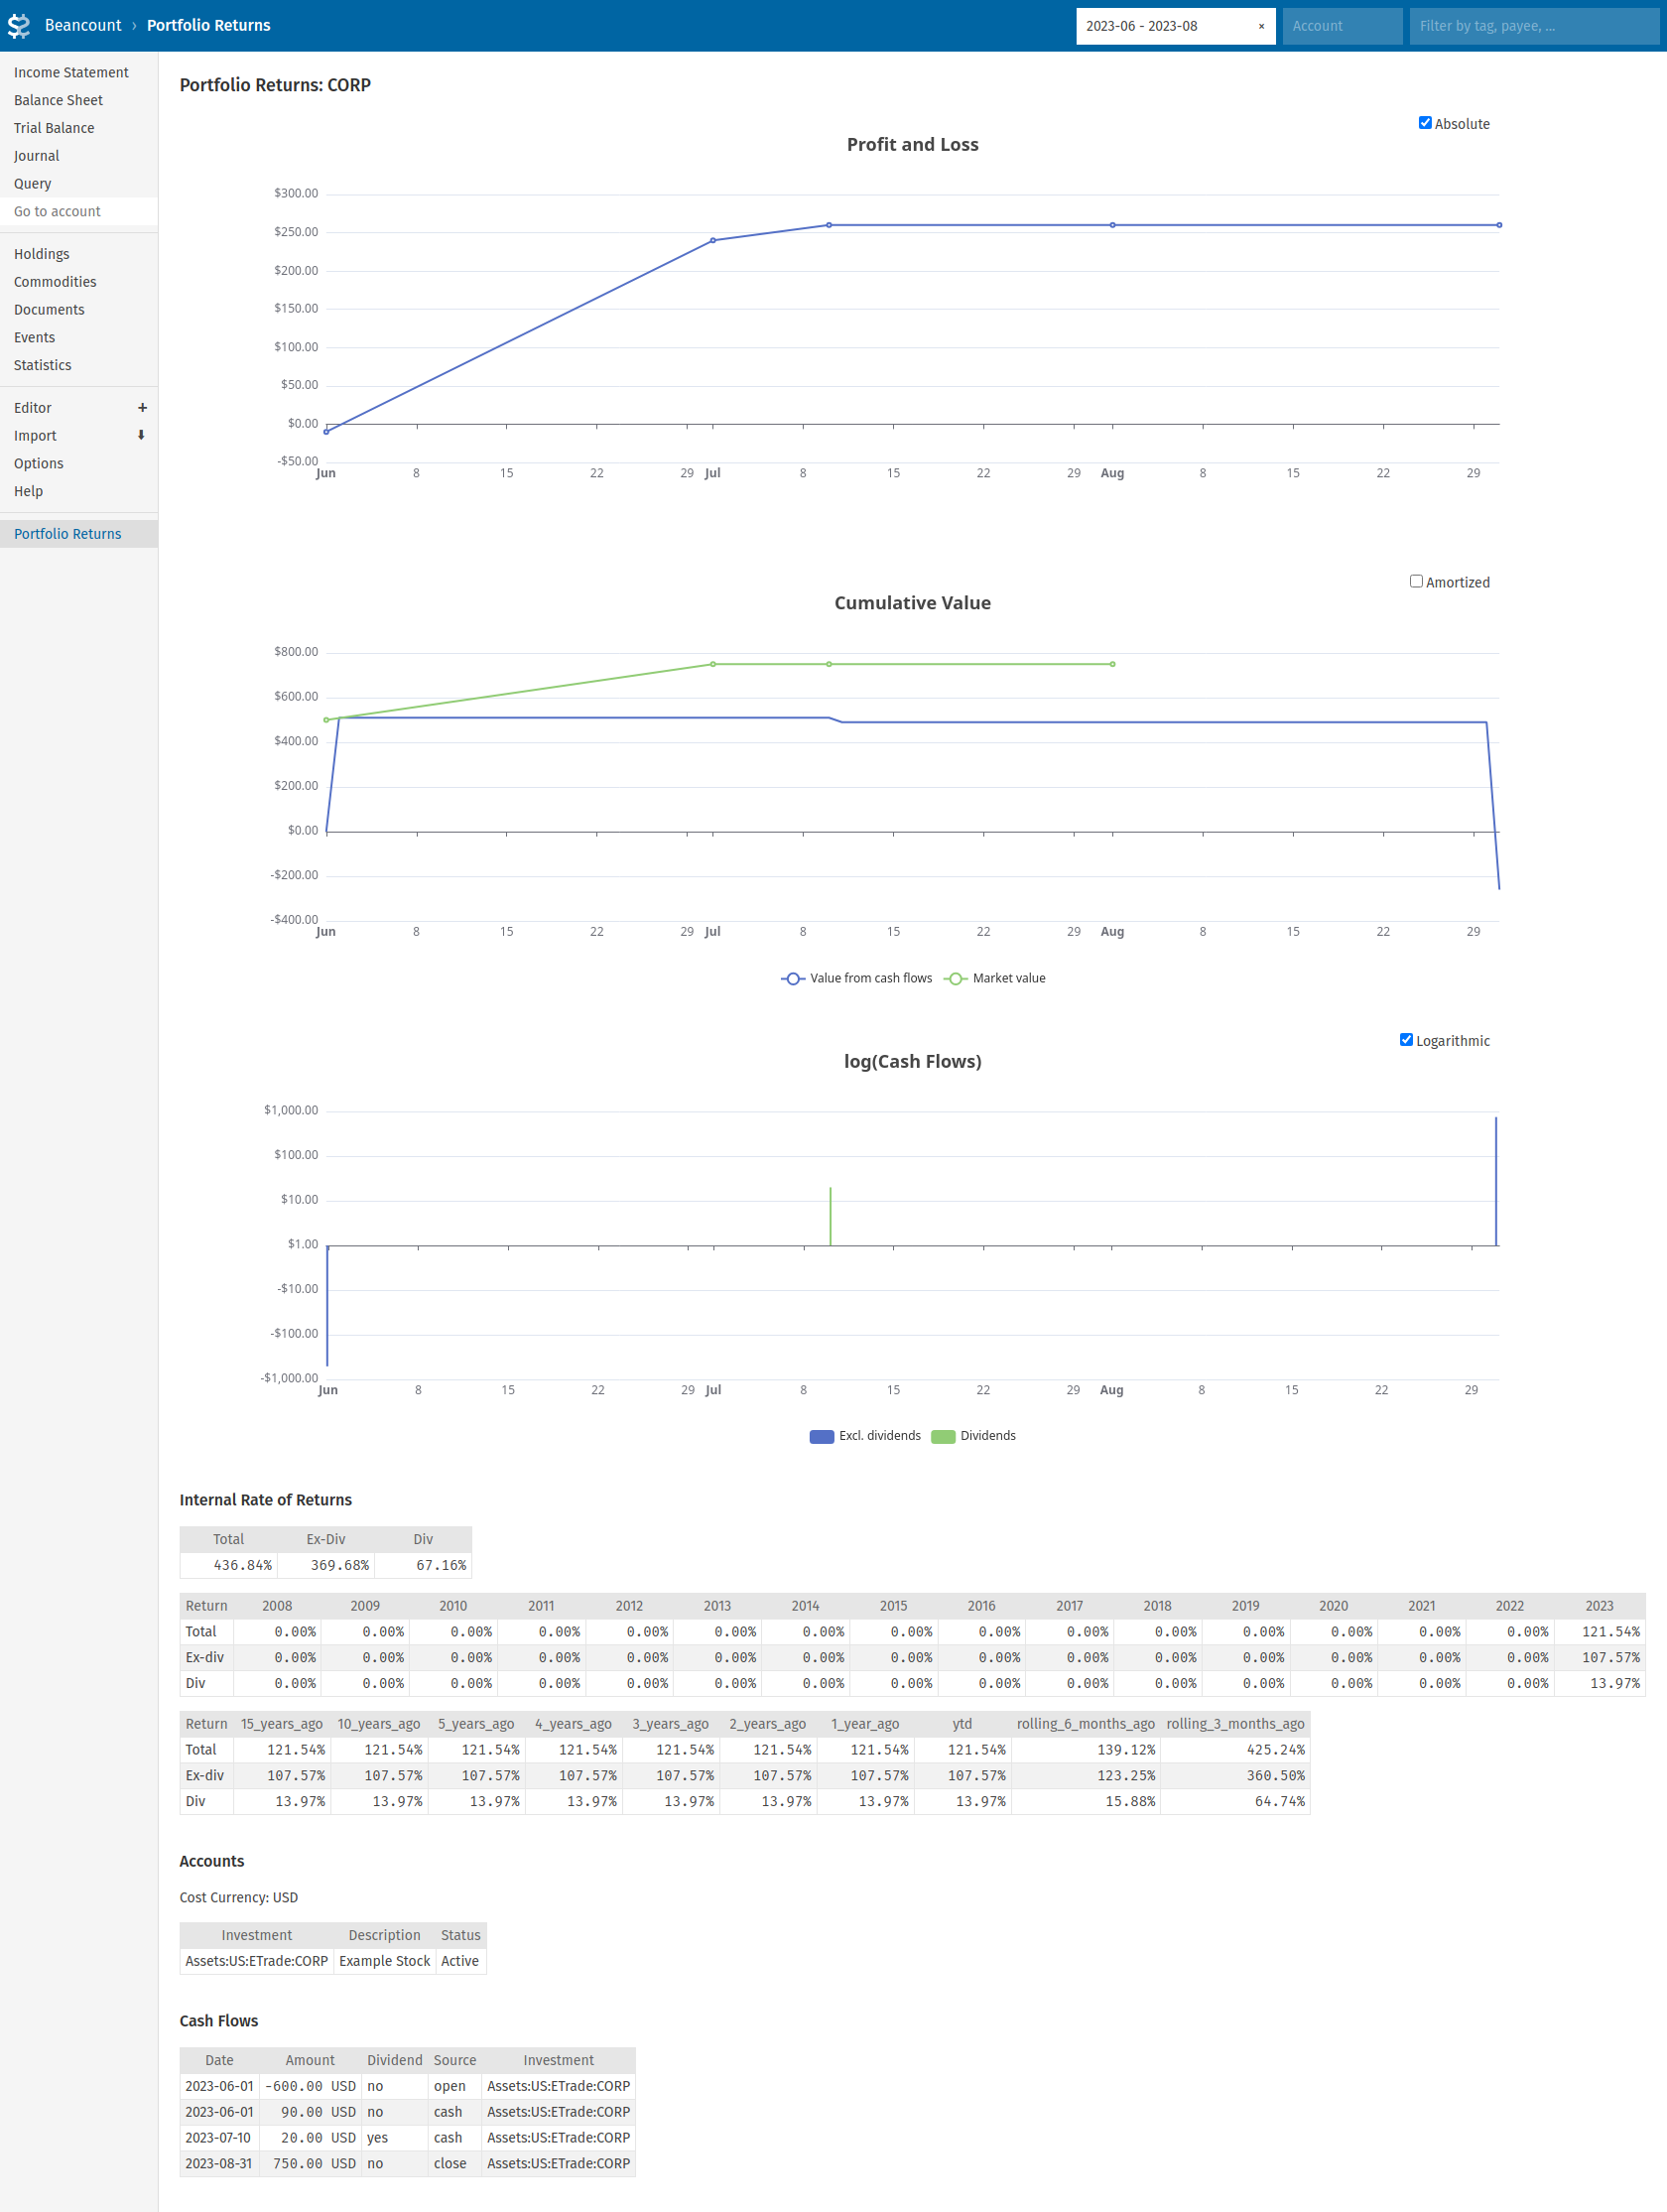 Beancount › Portfolio Returns
2023-06 - 2023-08 × Account Filter by tag, payee, ...
Income Statement
Balance Sheet
Trial Balance
Journal
Query
Go to account
Holdings
Commodities
Documents
Events
Statistics
Editor +
Import ⬇
Options
Help
Portfolio Returns
Portfolio Returns: CORP
Absolute
Profit and Loss
$300.00
$250.00
$200.00
$150.00
$100.00
$50.00
$0.00
-$50.00
Jun 8 15 22 29 Jul 8 15 22 29 Aug 8 15 22 29
Amortized
Cumulative Value
$800.00
$600.00
$400.00
$200.00
$0.00
-$200.00
-$400.00
Jun 8 15 22 29 Jul 8 15 22 29 Aug 8 15 22 29
Value from cash flows Market value
Logarithmic
log(Cash Flows)
$1,000.00
$100.00
$10.00
$1.00
-$10.00
-$100.00
-$1,000.00
Jun 8 15 22 29 Jul 8 15 22 29 Aug 8 15 22 29
Excl. dividends Dividends
Internal Rate of Returns
Total Ex-Div Div
436.84% 369.68% 67.16%
Return 2008 2009 2010 2011 2012 2013 2014 2015 2016 2017 2018 2019 2020 2021 2022 2023
Total 0.00% 0.00% 0.00% 0.00% 0.00% 0.00% 0.00% 0.00% 0.00% 0.00% 0.00% 0.00% 0.00% 0.00% 0.00% 121.54%
Ex-div 0.00% 0.00% 0.00% 0.00% 0.00% 0.00% 0.00% 0.00% 0.00% 0.00% 0.00% 0.00% 0.00% 0.00% 0.00% 107.57%
Div 0.00% 0.00% 0.00% 0.00% 0.00% 0.00% 0.00% 0.00% 0.00% 0.00% 0.00% 0.00% 0.00% 0.00% 0.00% 13.97%
Return 15_years_ago 10_years_ago 5_years_ago 4_years_ago 3_years_ago 2_years_ago 1_year_ago ytd rolling_6_months_ago rolling_3_months_ago
Total 121.54% 121.54% 121.54% 121.54% 121.54% 121.54% 121.54% 121.54% 139.12% 425.24%
Ex-div 107.57% 107.57% 107.57% 107.57% 107.57% 107.57% 107.57% 107.57% 123.25% 360.50%
Div 13.97% 13.97% 13.97% 13.97% 13.97% 13.97% 13.97% 13.97% 15.88% 64.74%
Accounts
Cost Currency: USD
Investment Description Status
Assets:US:ETrade:CORP Example Stock Active
Cash Flows
Date Amount Dividend Source Investment
2023-06-01 -600.00 USD no open Assets:US:ETrade:CORP
2023-06-01 90.00 USD no cash Assets:US:ETrade:CORP
2023-07-10 20.00 USD yes cash Assets:US:ETrade:CORP
2023-08-31 750.00 USD no close Assets:US:ETrade:CORP